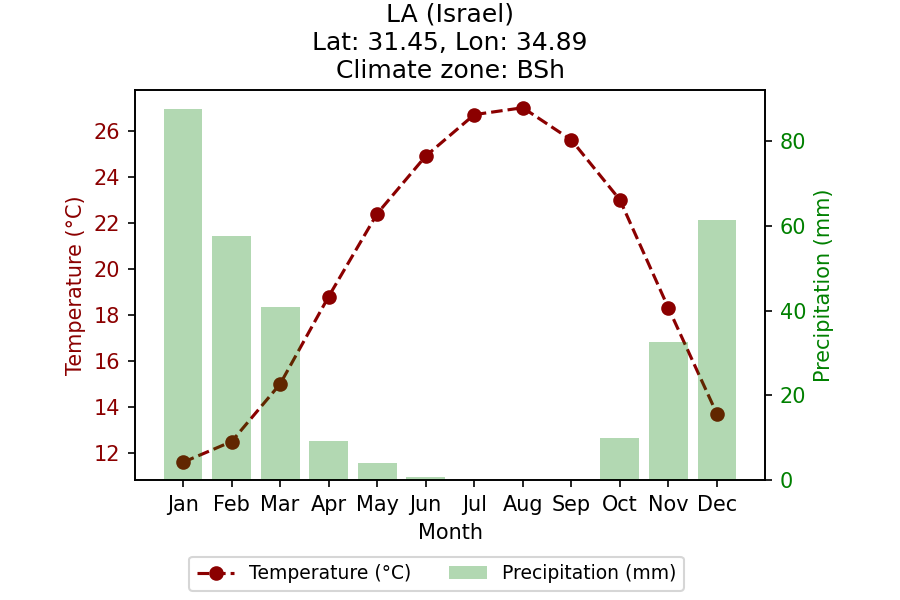 LA (Israel)
Lat: 31.45, Lon: 34.89
Climate zone: BSh
26
24
22
20
18
16
14
12
Temperature (°C)
80
60
40
20
0
Precipitation (mm)
Jan Feb Mar Apr May Jun Jul Aug Sep Oct Nov Dec
Month
Temperature (°C) Precipitation (mm)